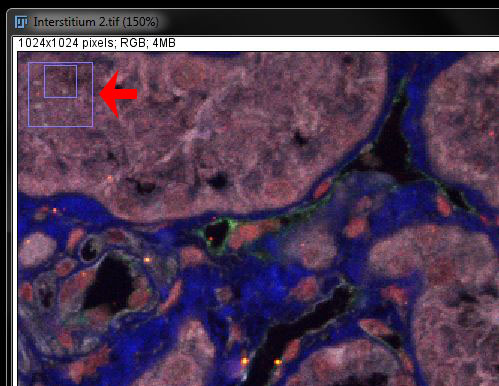 Interstitium 2.tif (150%)
1024x1024 pixels; RGB; 4MB